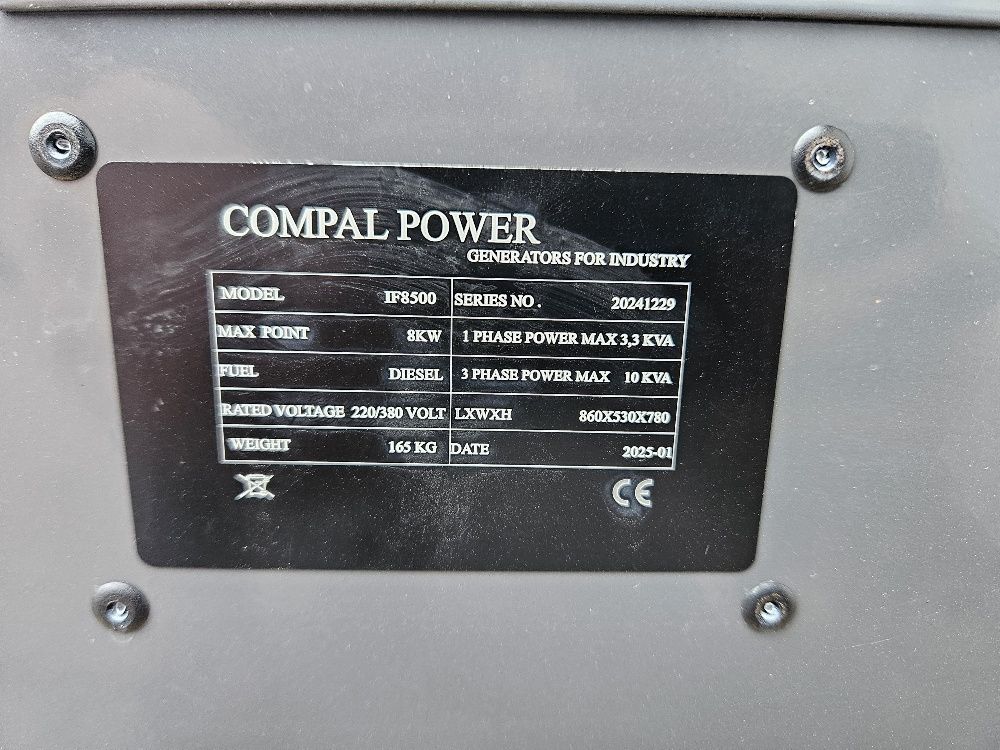 COMPAL POWER
GENERATORS FOR INDUSTRY
MODEL IF8500 SERIES NO. 20241229
MAX POINT 8KW 1 PHASE POWER MAX 3,3 KVA
FUEL DIESEL 3 PHASE POWER MAX 10 KVA
RATED VOLTAGE 220/380 VOLT LXWXH 860X530X780
WEIGHT 165 KG DATE 2025-01
CE